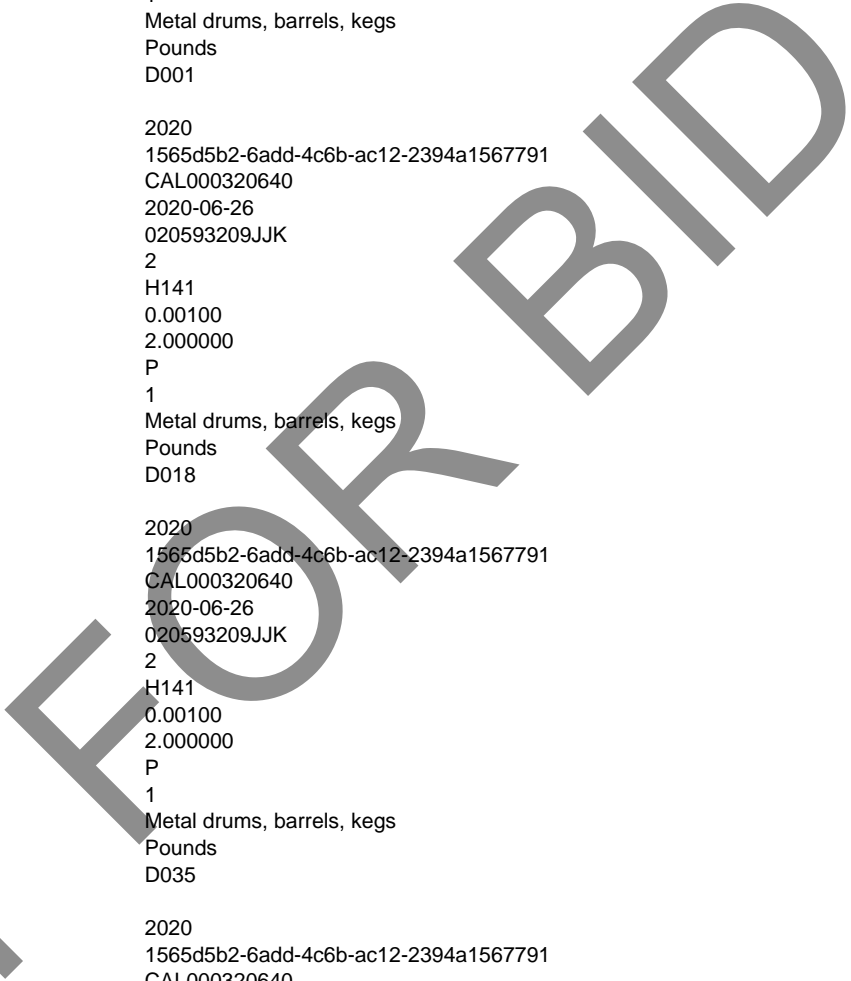 Metal drums, barrels, kegs
Pounds
D001

2020
1565d5b2-6add-4c6b-ac12-2394a1567791
CAL000320640
2020-06-26
020593209JJK
2
H141
0.00100
2.000000
P
1
Metal drums, barrels, kegs
Pounds
D018

2020
1565d5b2-6add-4c6b-ac12-2394a1567791
CAL000320640
2020-06-26
020593209JJK
2
H141
0.00100
2.000000
P
1
Metal drums, barrels, kegs
Pounds
D035

2020
1565d5b2-6add-4c6b-ac12-2394a1567791
CAL000320640
FOR BID